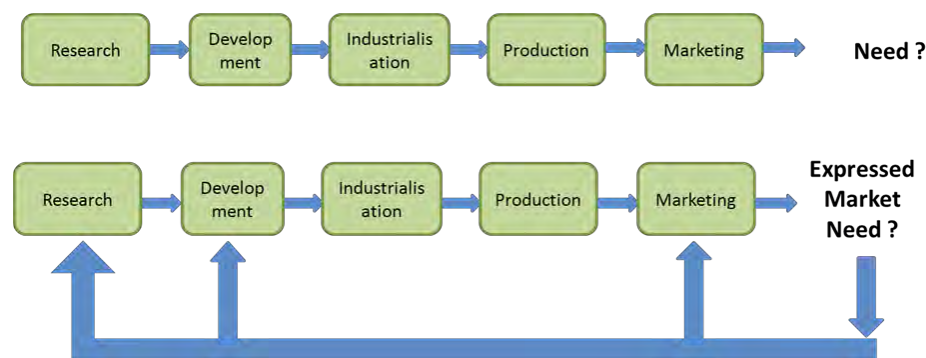 Research
Develop
ment
Industrialis
ation
Production
Marketing
Need ?
Research
Develop
ment
Industrialis
ation
Production
Marketing
Expressed
Market
Need ?